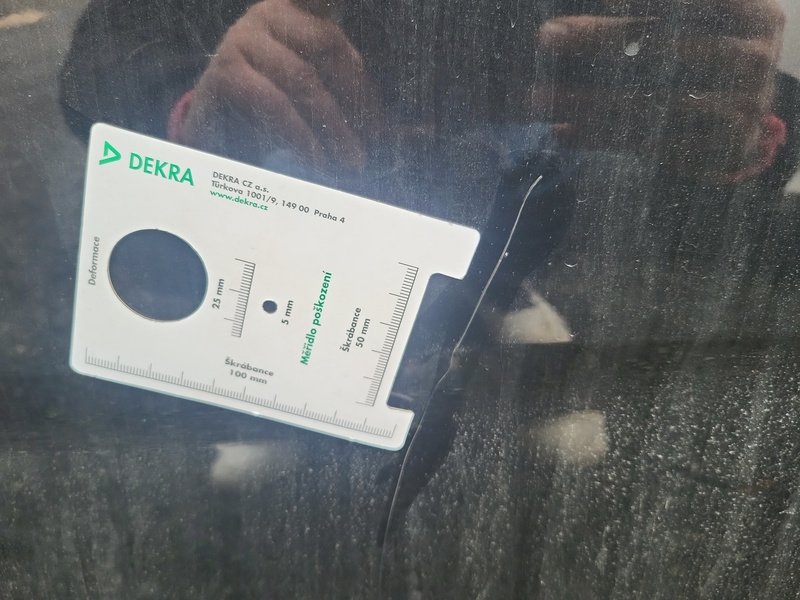 DEKRA
DEKRA CZ a.s.
Türkova 1001/9, 149 00 Praha 4
www.dekra.cz
Deformace
25 mm
5 mm
Měřidlo poškození
Škrábance
50 mm
Škrábance
100 mm